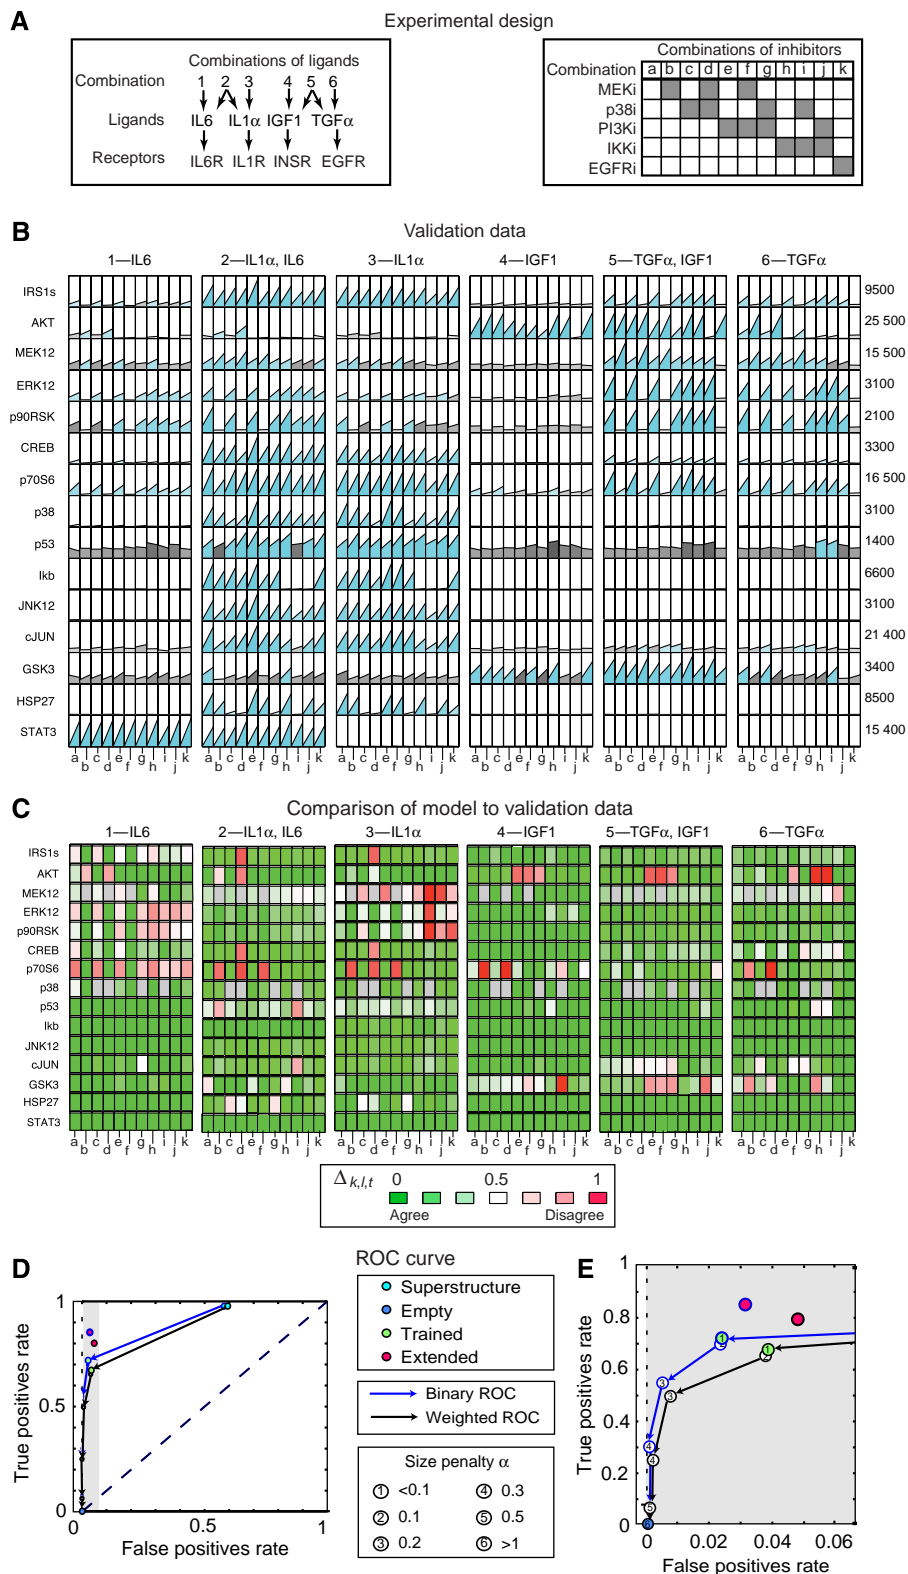 A
Experimental design
Combinations of ligands
Combination 1 2 3 4 5 6
Ligands IL6 IL1α IGF1 TGFα
Receptors IL6R IL1R INSR EGFR
Combinations of inhibitors
Combination a b c d e f g h i j k
MEKi
p38i
PI3Ki
IKKi
EGFRi
B
Validation data
1—IL6 2—IL1α, IL6 3—IL1α 4—IGF1 5—TGFα, IGF1 6—TGFα
IRS1s 9500
AKT 25 500
MEK12 15 500
ERK12 3100
p90RSK 2100
CREB 3300
p70S6 16 500
p38 3100
p53 1400
Ikb 6600
JNK12 3100
cJUN 21 400
GSK3 3400
HSP27 8500
STAT3 15 400
a b c d e f g h i j k a b c d e f g h i j k a b c d e f g h i j k a b c d e f g h i j k a b c d e f g h i j k a b c d e f g h i j k
C
Comparison of model to validation data
1—IL6 2—IL1α, IL6 3—IL1α 4—IGF1 5—TGFα, IGF1 6—TGFα
IRS1s
AKT
MEK12
ERK12
p90RSK
CREB
p70S6
p38
p53
Ikb
JNK12
cJUN
GSK3
HSP27
STAT3
a b c d e f g h i j k a b c d e f g h i j k a b c d e f g h i j k a b c d e f g h i j k a b c d e f g h i j k a b c d e f g h i j k
Δk,l,t 0 0.5 1
Agree Disagree
D
ROC curve
Superstructure
Empty
Trained
Extended
Binary ROC
Weighted ROC
Size penalty α
1 <0.1 4 0.3
2 0.1 5 0.5
3 0.2 6 >1
True positives rate
1
0.5
0
0 0.5 1
False positives rate
E
True positives rate
1
0.8
0.6
0.4
0.2
0
1
1
2
2
3
3
4
4
5
6
0 0.02 0.04 0.06
False positives rate